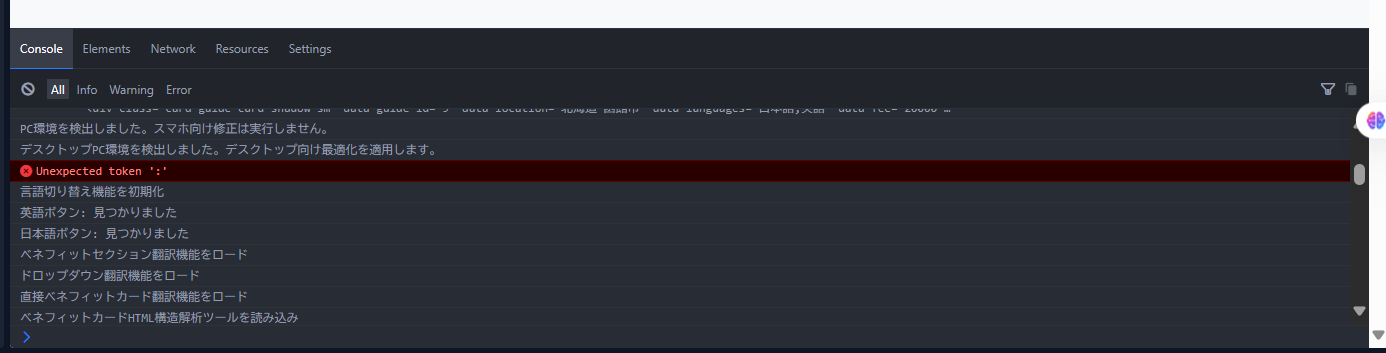 Console Elements Network Resources Settings
All Info Warning Error
PC環境を検出しました。スマホ向け修正は実行しません。
デスクトップPC環境を検出しました。デスクトップ向け最適化を適用します。
Unexpected token ':'
言語切り替え機能を初期化
英語ボタン: 見つかりました
日本語ボタン: 見つかりました
ベネフィットセクション翻訳機能をロード
ドロップダウン翻訳機能をロード
直接ベネフィットカード翻訳機能をロード
ベネフィットカードHTML構造解析ツールを読み込み